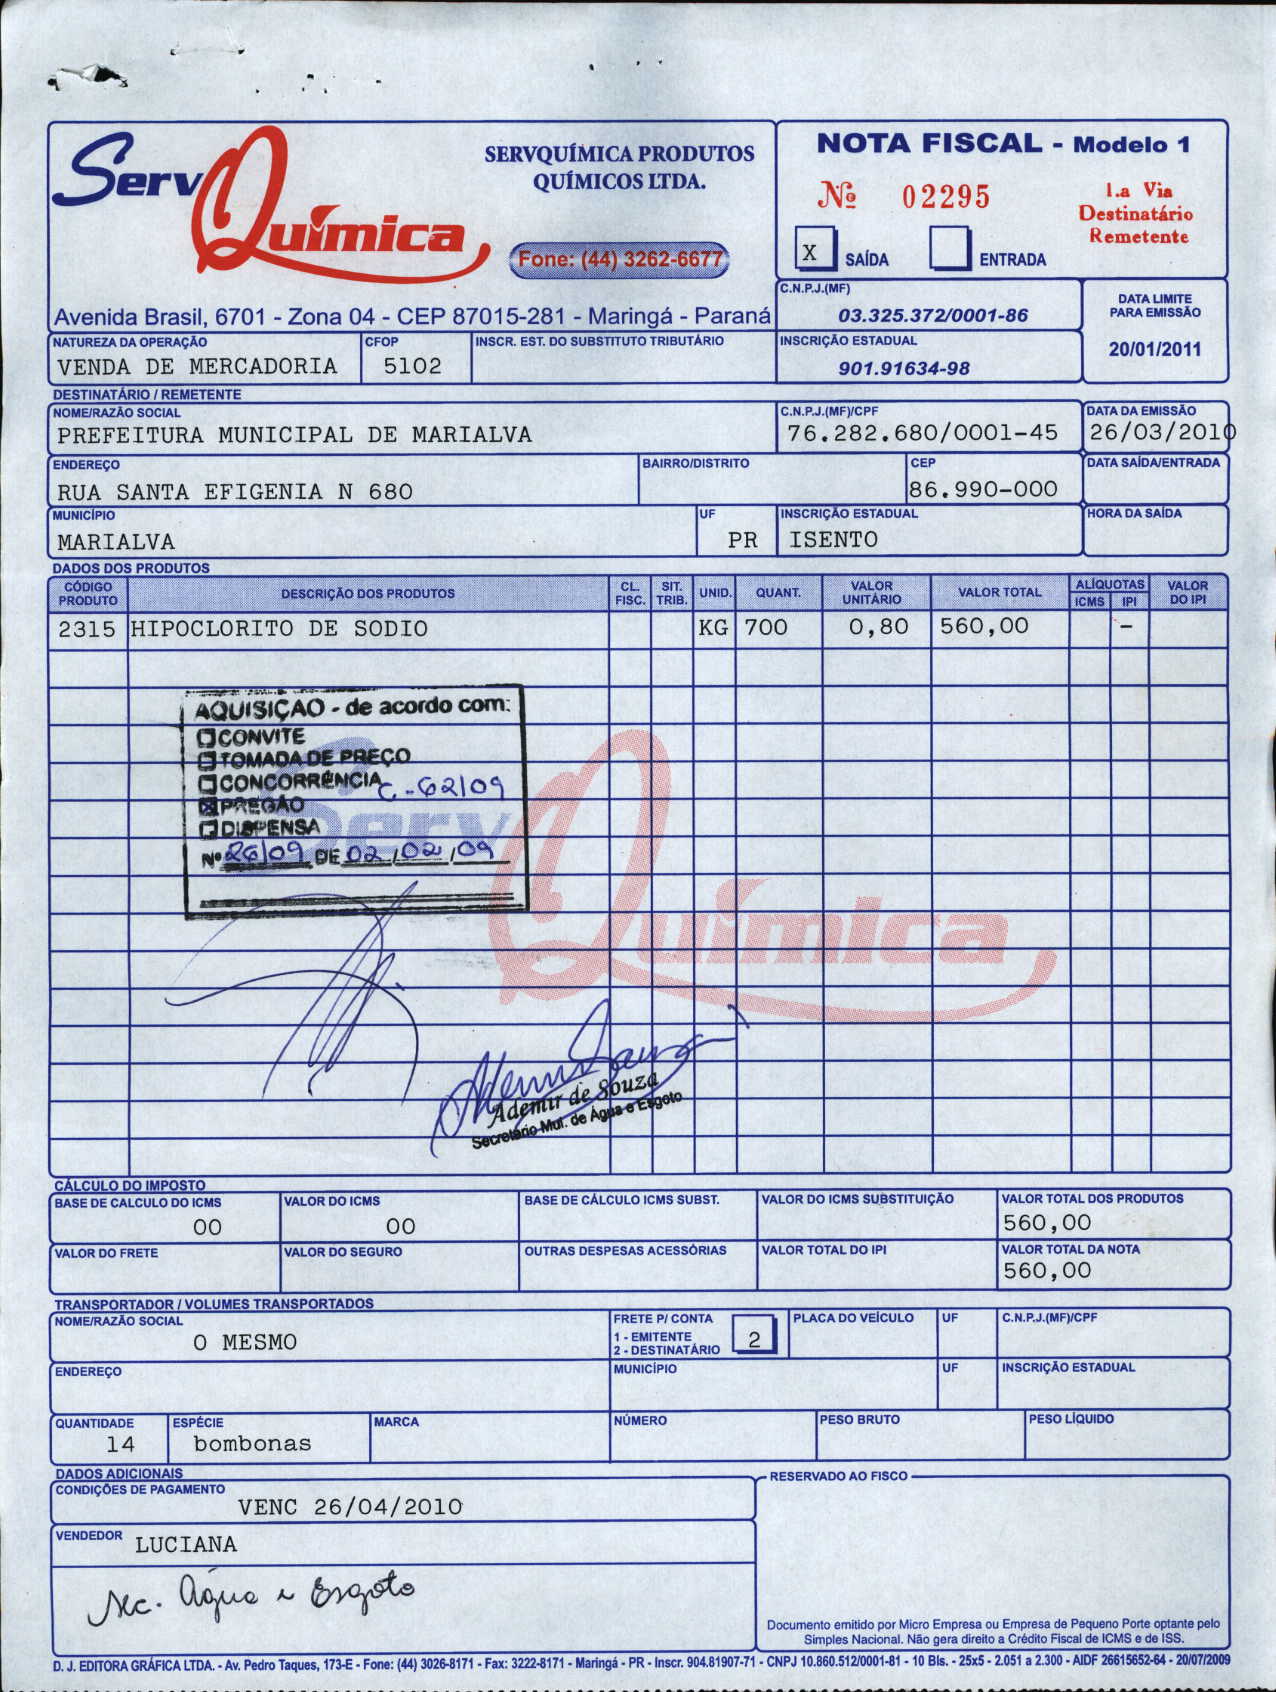 Serv Química
SERVQUÍMICA PRODUTOS
QUÍMICOS LTDA.
Fone: (44) 3262-6677
Avenida Brasil, 6701 - Zona 04 - CEP 87015-281 - Maringá - Paraná
NOTA FISCAL - Modelo 1
Nº 02295
1.a Via
Destinatário
Remetente
X SAÍDA ENTRADA
C.N.P.J.(MF)
03.325.372/0001-86
DATA LIMITE
PARA EMISSÃO
20/01/2011
NATUREZA DA OPERAÇÃO CFOP INSCR. EST. DO SUBSTITUTO TRIBUTÁRIO INSCRIÇÃO ESTADUAL
VENDA DE MERCADORIA 5102 901.91634-98
DESTINATÁRIO / REMETENTE
NOME/RAZÃO SOCIAL C.N.P.J.(MF)/CPF DATA DA EMISSÃO
PREFEITURA MUNICIPAL DE MARIALVA 76.282.680/0001-45 26/03/2010
ENDEREÇO BAIRRO/DISTRITO CEP DATA SAÍDA/ENTRADA
RUA SANTA EFIGENIA N 680 86.990-000
MUNICÍPIO UF INSCRIÇÃO ESTADUAL HORA DA SAÍDA
MARIALVA PR ISENTO
DADOS DOS PRODUTOS
CÓDIGO PRODUTO DESCRIÇÃO DOS PRODUTOS CL. FISC. SIT. TRIB. UNID. QUANT. VALOR UNITÁRIO VALOR TOTAL ALÍQUOTAS ICMS IPI VALOR DO IPI
2315 HIPOCLORITO DE SODIO KG 700 0,80 560,00 -
AQUISIÇAO - de acordo com:
CONVITE
TOMADA DE PREÇO
CONCORRÊNCIA C-62/09
PREGÃO
DISPENSA
Nº 26/09 DE 02/02/09
Serv Química
Ademir de Souza
Secretário Mul. de Água e Esgoto
CÁLCULO DO IMPOSTO
BASE DE CALCULO DO ICMS VALOR DO ICMS BASE DE CÁLCULO ICMS SUBST. VALOR DO ICMS SUBSTITUIÇÃO VALOR TOTAL DOS PRODUTOS
00 00 560,00
VALOR DO FRETE VALOR DO SEGURO OUTRAS DESPESAS ACESSÓRIAS VALOR TOTAL DO IPI VALOR TOTAL DA NOTA
560,00
TRANSPORTADOR / VOLUMES TRANSPORTADOS
NOME/RAZÃO SOCIAL FRETE P/ CONTA PLACA DO VEÍCULO UF C.N.P.J.(MF)/CPF
O MESMO 1 - EMITENTE 2
2 - DESTINATÁRIO
ENDEREÇO MUNICÍPIO UF INSCRIÇÃO ESTADUAL
QUANTIDADE ESPÉCIE MARCA NÚMERO PESO BRUTO PESO LÍQUIDO
14 bombonas
DADOS ADICIONAIS
CONDIÇÕES DE PAGAMENTO
VENC 26/04/2010
VENDEDOR LUCIANA
Sec. Água e Esgoto
RESERVADO AO FISCO
Documento emitido por Micro Empresa ou Empresa de Pequeno Porte optante pelo
Simples Nacional. Não gera direito a Crédito Fiscal de ICMS e de ISS.
D. J. EDITORA GRÁFICA LTDA. - Av. Pedro Taques, 173-E - Fone: (44) 3026-8171 - Fax: 3222-8171 - Maringá - PR - Inscr. 904.81907-71 - CNPJ 10.860.512/0001-81 - 10 Bls. - 25x5 - 2.051 a 2.300 - AIDF 26615652-64 - 20/07/2009